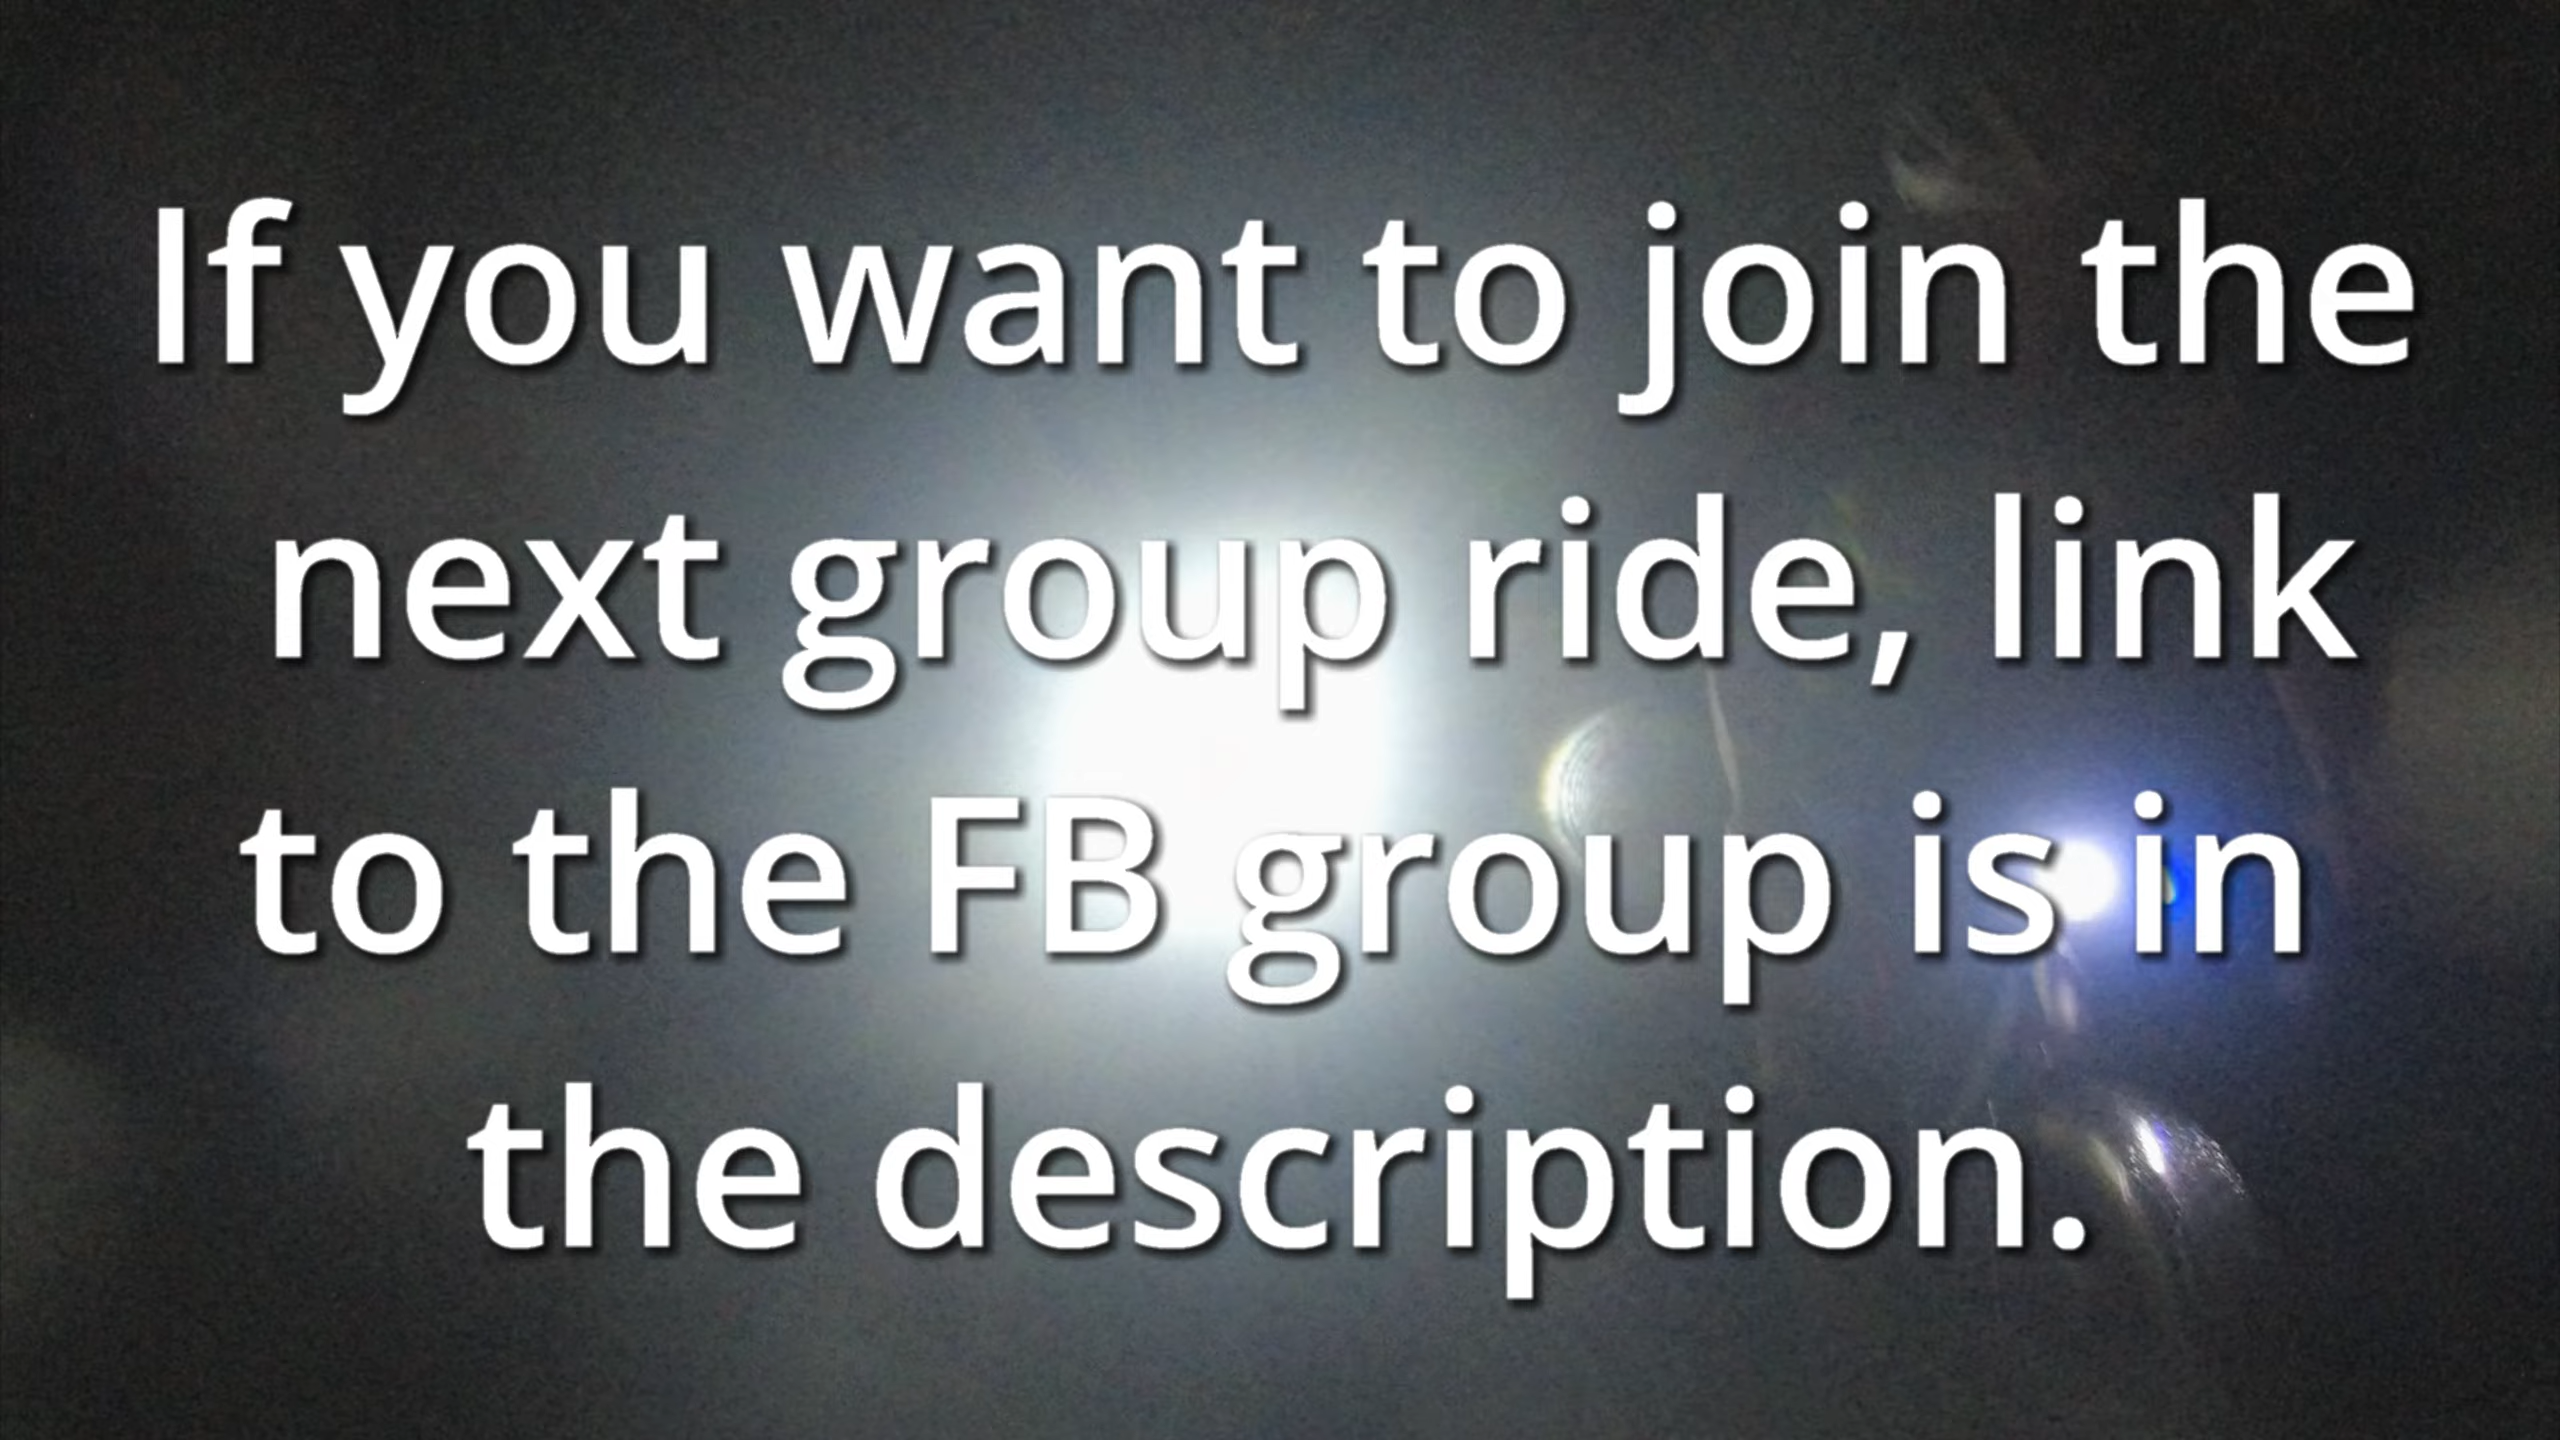 If you want to join the
next group ride, link
to the FB group is in
the description.